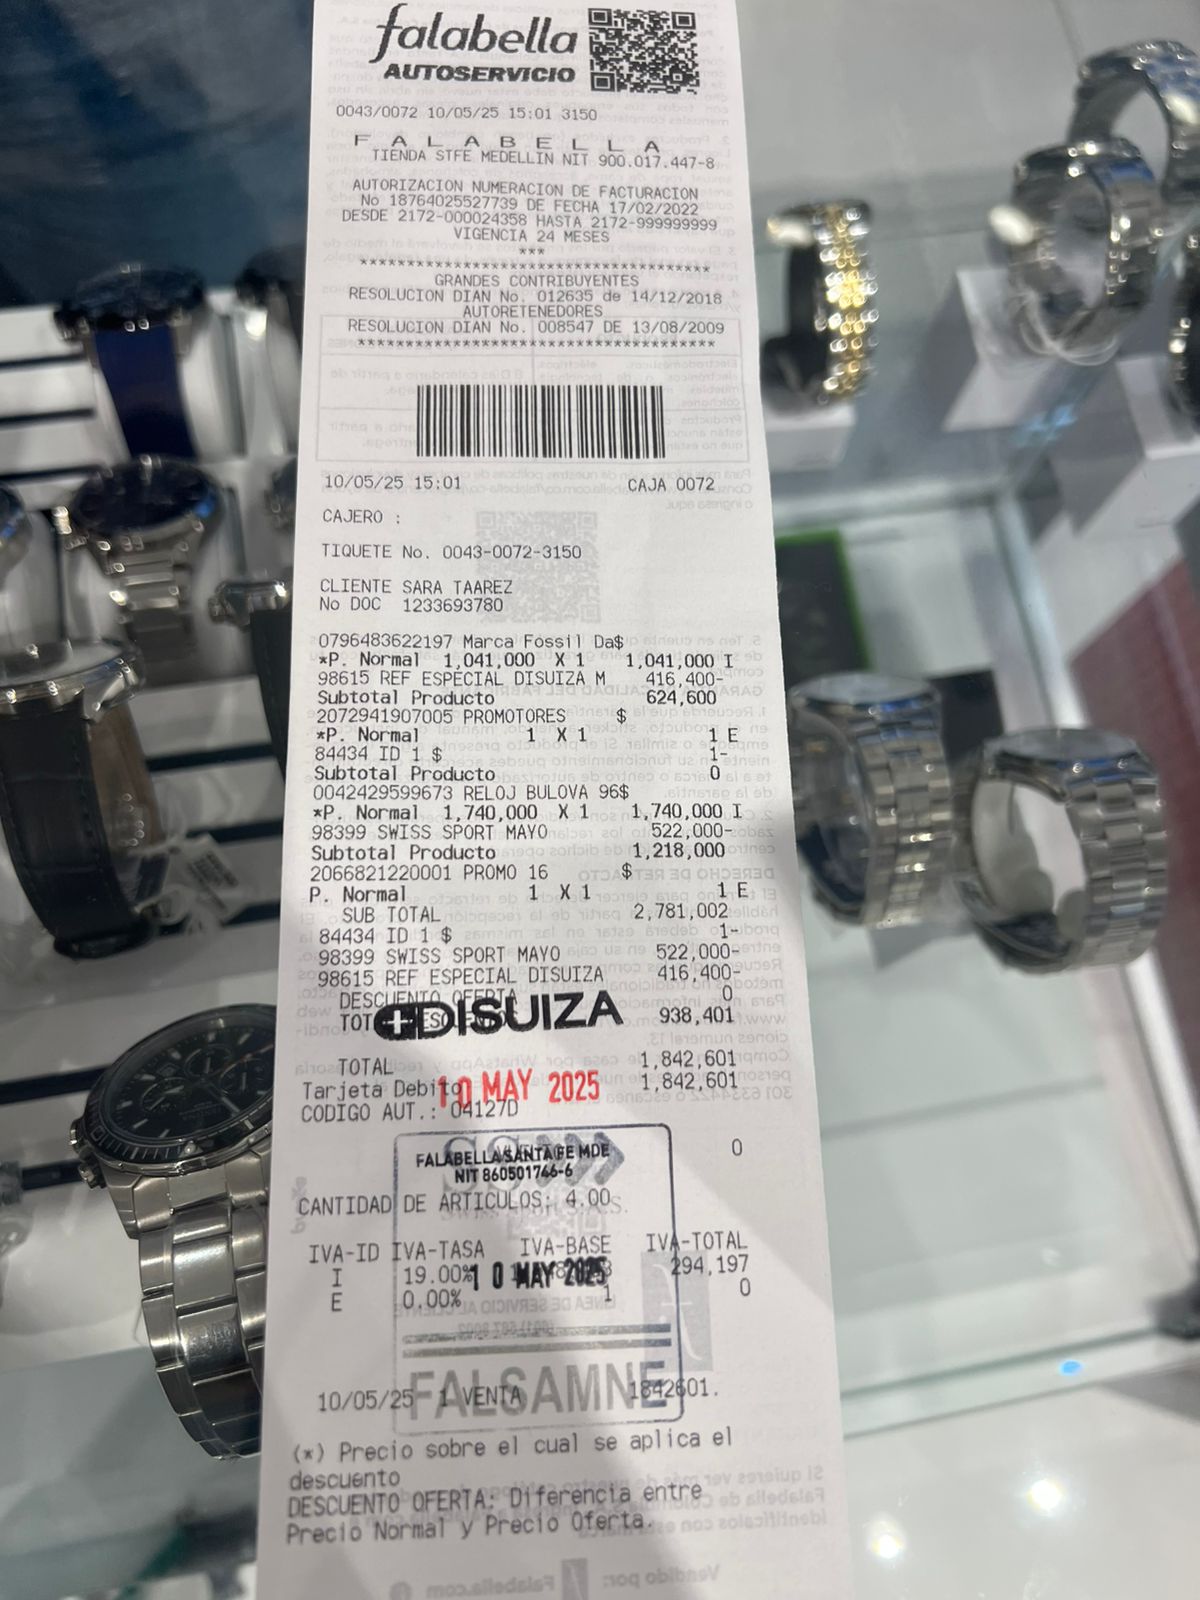 falabella
AUTOSERVICIO
0043/0072 10/05/25 15:01 3150
F A L A B E L L A
TIENDA STFE MEDELLIN NIT 900.017.447-8
AUTORIZACION NUMERACION DE FACTURACION
No 18764025527739 DE FECHA 17/02/2022
DESDE 2172-000024358 HASTA 2172-999999999
VIGENCIA 24 MESES
***
GRANDES CONTRIBUYENTES
RESOLUCION DIAN No. 012635 de 14/12/2018
AUTORETENEDORES
RESOLUCION DIAN No. 008547 DE 13/08/2009
10/05/25 15:01 CAJA 0072
CAJERO :
TIQUETE No. 0043-0072-3150
CLIENTE SARA TAAREZ
No DOC 1233693780
0796483622197 Marca Fossil Da$
*P. Normal 1,041,000 X 1 1,041,000 I
98615 REF ESPECIAL DISUIZA M 416,400-
Subtotal Producto 624,600
2072941907005 PROMOTORES $
*P. Normal 1 X 1 1 E
84434 ID 1 $ 1-
Subtotal Producto 0
0042429599673 RELOJ BULOVA 96$
*P. Normal 1,740,000 X 1 1,740,000 I
98399 SWISS SPORT MAYO 522,000-
Subtotal Producto 1,218,000
2066821220001 PROMO 16 $
P. Normal 1 X 1 1 E
SUB TOTAL 2,781,002
84434 ID 1 $ 1-
98399 SWISS SPORT MAYO 522,000-
98615 REF ESPECIAL DISUIZA 416,400-
DESCUENTO OFERTA 0
DISUIZA
938,401
TOTAL 1,842,601
Tarjeta Debito 1,842,601
10 MAY 2025
CODIGO AUT.: 04127D
0
FALABELLA SANTA FE MDE
NIT 860501746-6
CANTIDAD DE ARTICULOS: 4.00
IVA-ID IVA-TASA IVA-BASE IVA-TOTAL
I 19.00% 294,197
10 MAY 2025
E 0.00% 1 0
FALSAMNE
10/05/25 1 VENTA 1842601.
(*) Precio sobre el cual se aplica el
descuento
DESCUENTO OFERTA: Diferencia entre
Precio Normal y Precio Oferta.